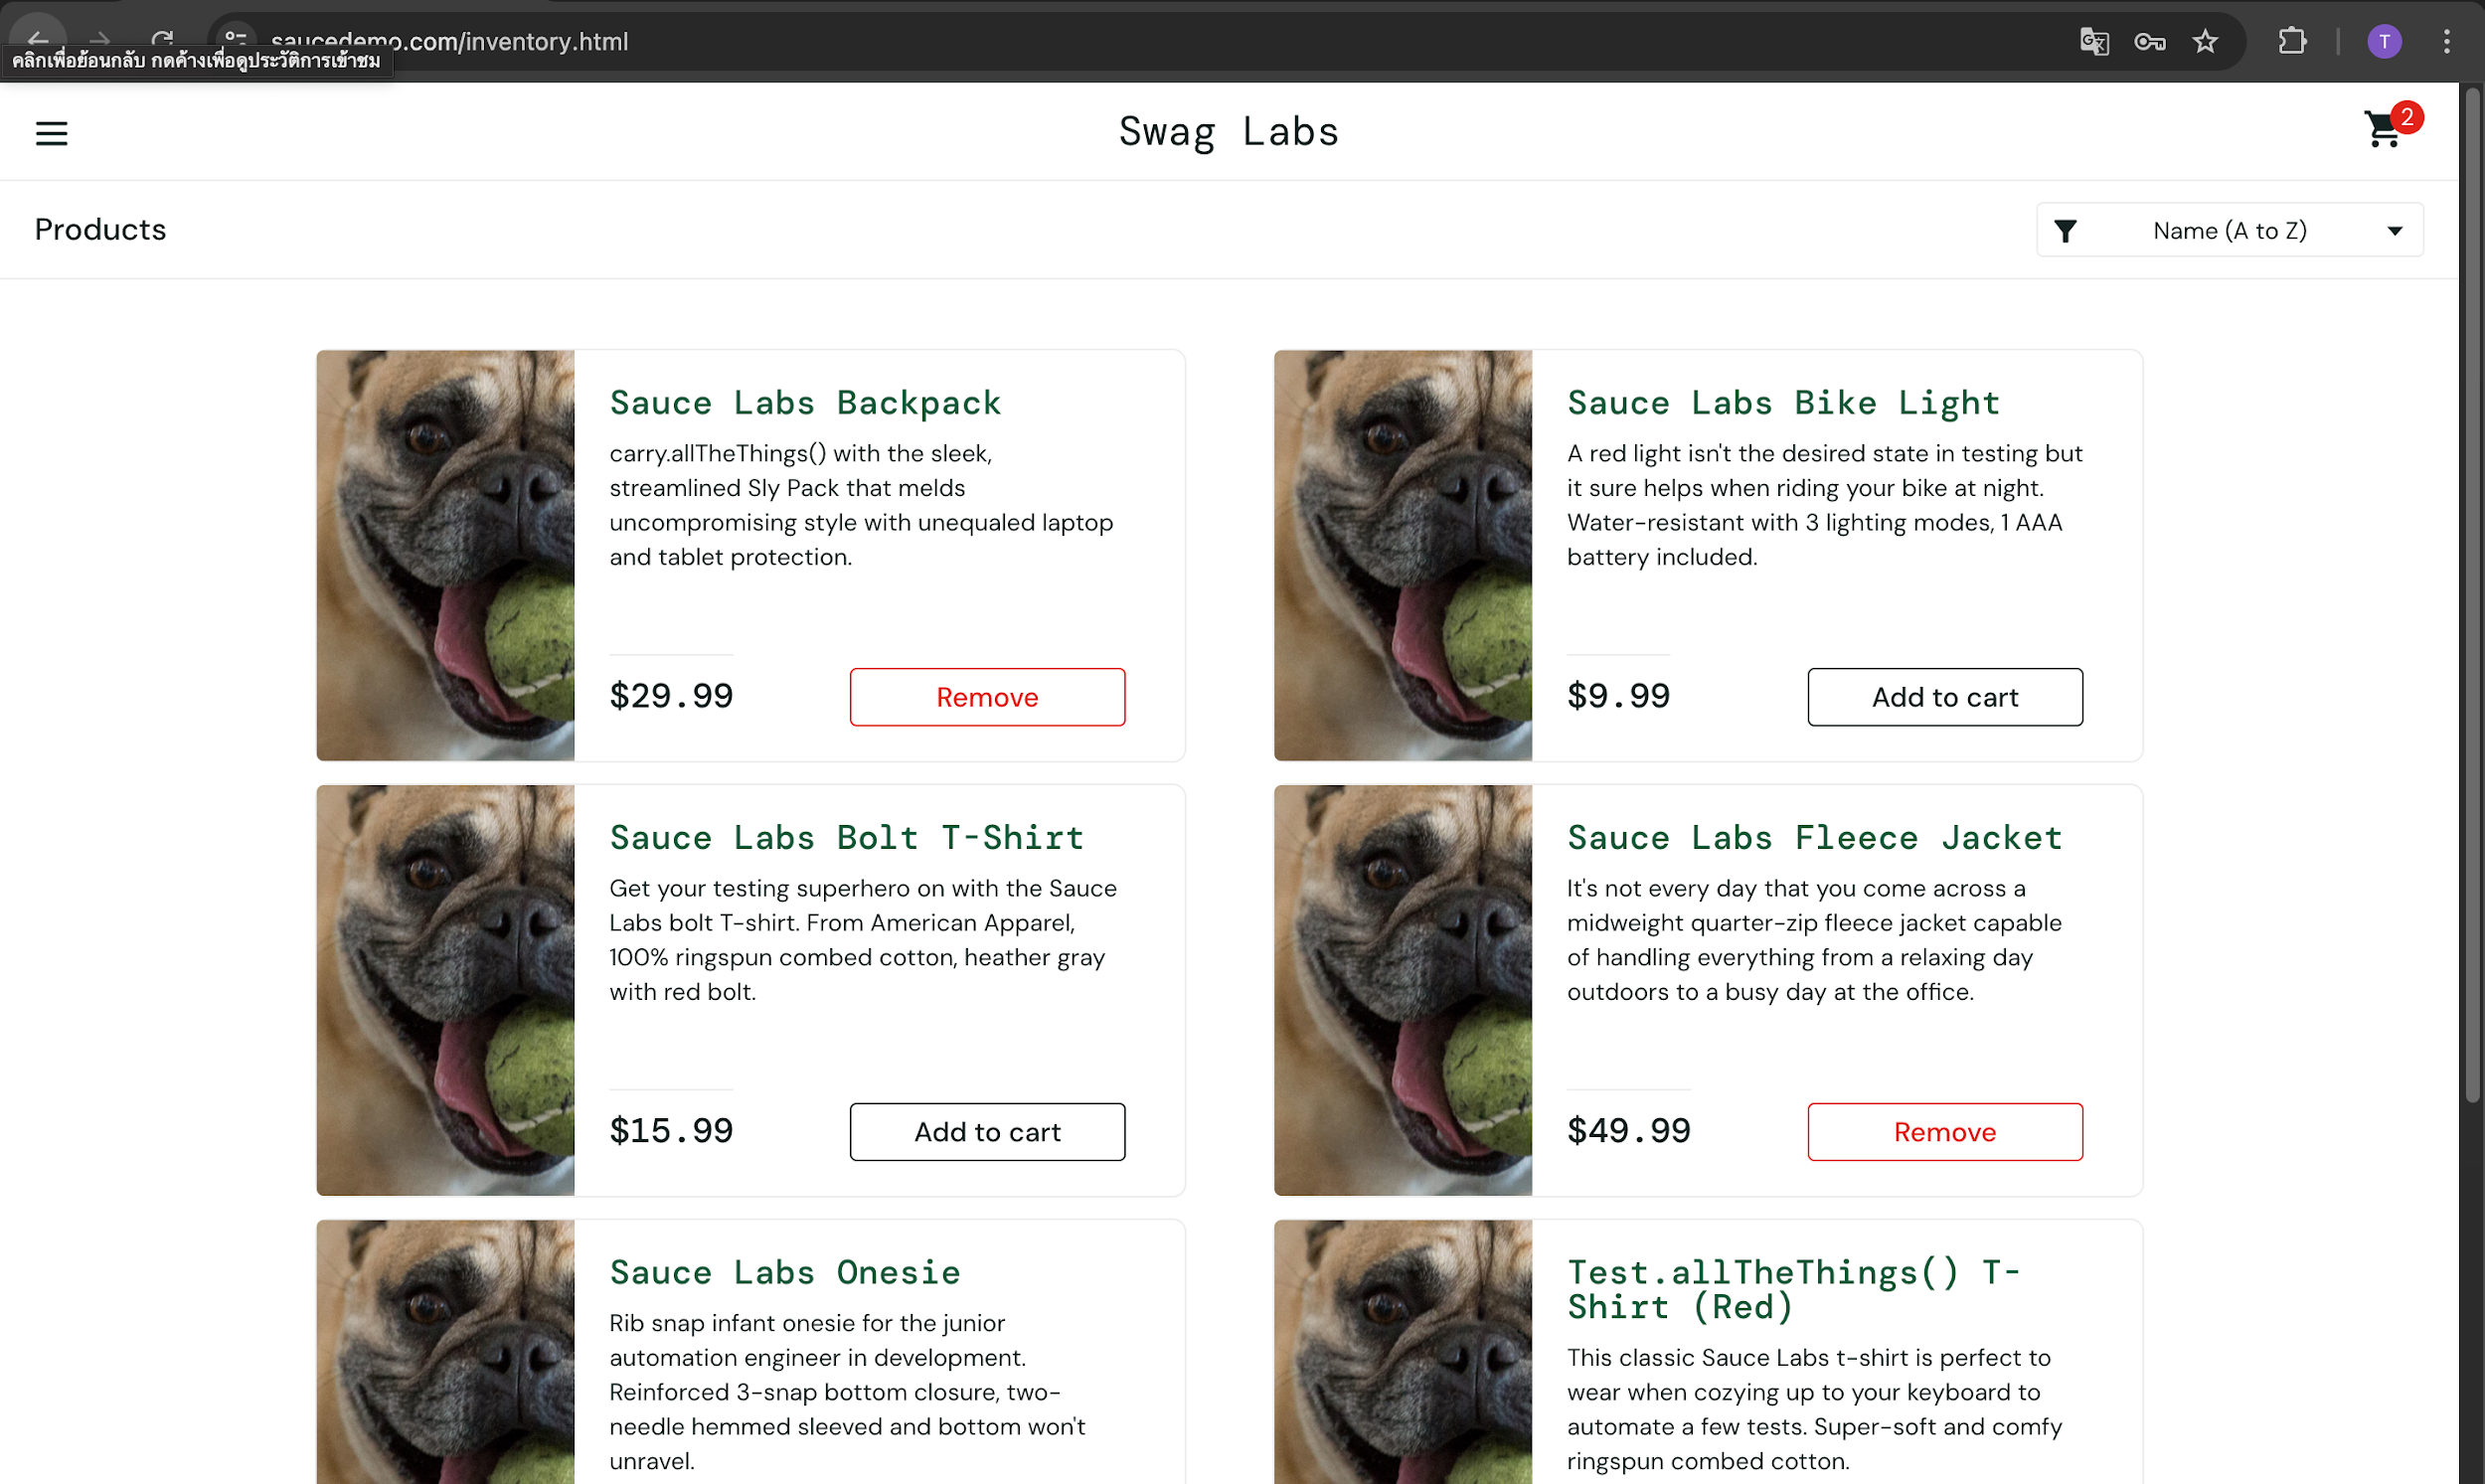 saucedemo.com/inventory.html
คลิกเพื่อย้อนกลับ กดค้างเพื่อดูประวัติการเข้าชม
T
Swag Labs
2
Products
Name (A to Z)
Sauce Labs Backpack
carry.allTheThings() with the sleek,
streamlined Sly Pack that melds
uncompromising style with unequaled laptop
and tablet protection.
$29.99
Remove
Sauce Labs Bike Light
A red light isn't the desired state in testing but
it sure helps when riding your bike at night.
Water-resistant with 3 lighting modes, 1 AAA
battery included.
$9.99
Add to cart
Sauce Labs Bolt T-Shirt
Get your testing superhero on with the Sauce
Labs bolt T-shirt. From American Apparel,
100% ringspun combed cotton, heather gray
with red bolt.
$15.99
Add to cart
Sauce Labs Fleece Jacket
It's not every day that you come across a
midweight quarter-zip fleece jacket capable
of handling everything from a relaxing day
outdoors to a busy day at the office.
$49.99
Remove
Sauce Labs Onesie
Rib snap infant onesie for the junior
automation engineer in development.
Reinforced 3-snap bottom closure, two-
needle hemmed sleeved and bottom won't
unravel.
Test.allTheThings() T-
Shirt (Red)
This classic Sauce Labs t-shirt is perfect to
wear when cozying up to your keyboard to
automate a few tests. Super-soft and comfy
ringspun combed cotton.